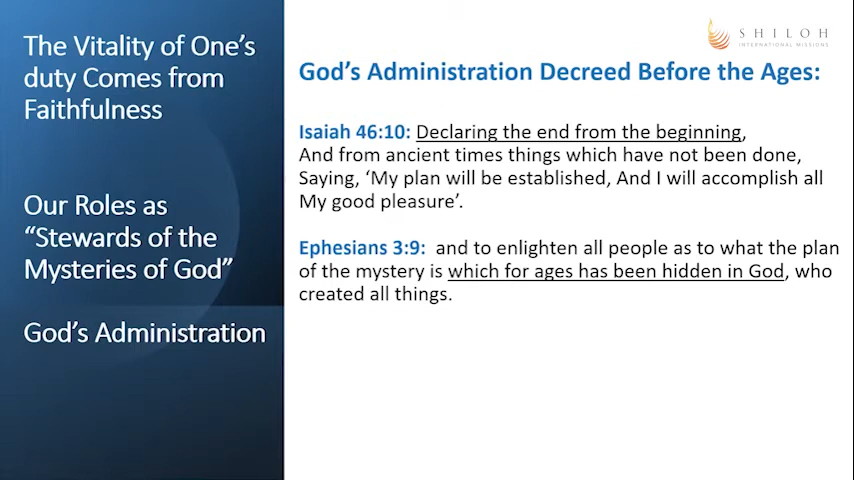 The Vitality of One's
duty Comes from
Faithfulness
Our Roles as
“Stewards of the
Mysteries of God”
God's Administration
SHILOH
INTERNATIONAL MISSIONS
God's Administration Decreed Before the Ages:
Isaiah 46:10: Declaring the end from the beginning,
And from ancient times things which have not been done,
Saying, ‘My plan will be established, And I will accomplish all
My good pleasure’.
Ephesians 3:9: and to enlighten all people as to what the plan
of the mystery is which for ages has been hidden in God, who
created all things.